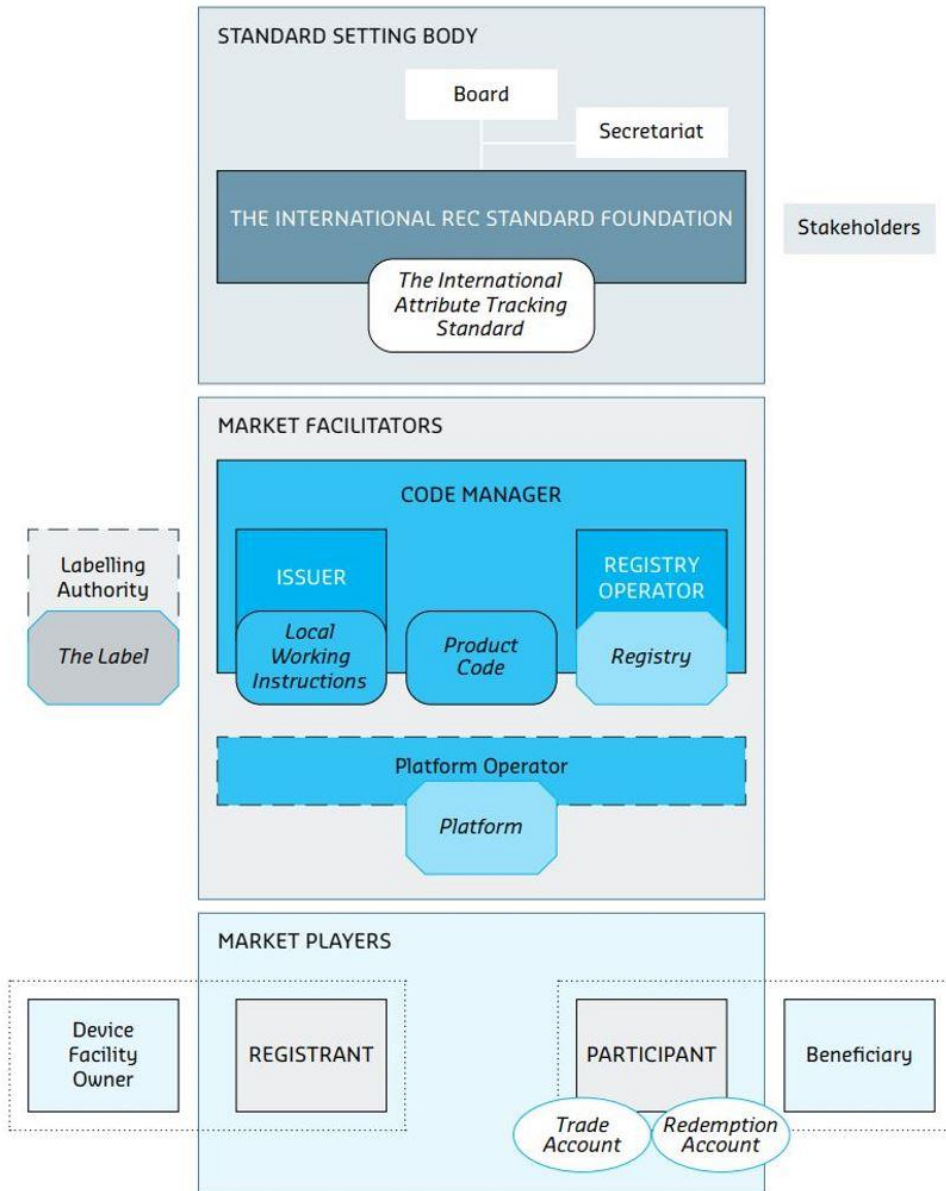 STANDARD SETTING BODY
Board
Secretariat
THE INTERNATIONAL REC STANDARD FOUNDATION
Stakeholders
The International
Attribute Tracking
Standard
MARKET FACILITATORS
CODE MANAGER
Labelling
Authority
The Label
ISSUER
Local
Working
Instructions
Product
Code
REGISTRY
OPERATOR
Registry
Platform Operator
Platform
MARKET PLAYERS
Device
Facility
Owner
REGISTRANT
PARTICIPANT
Trade
Account
Redemption
Account
Beneficiary